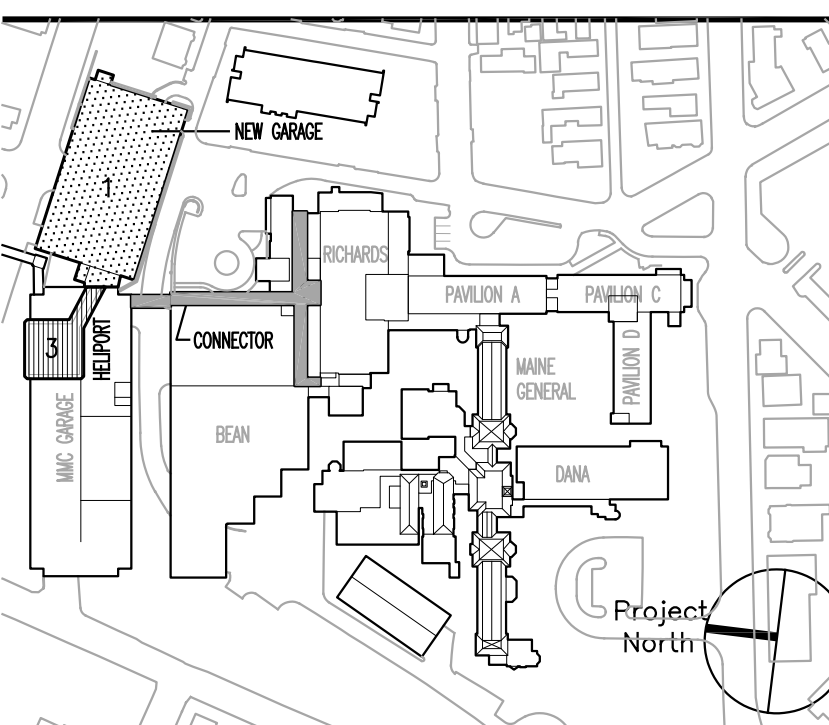 NEW GARAGE
1
RICHARDS
PAVILION A
PAVILION C
CONNECTOR
HELIPORT
3
PAVILION D
MAINE
GENERAL
MMC GARAGE
BEAN
DANA
Project
North